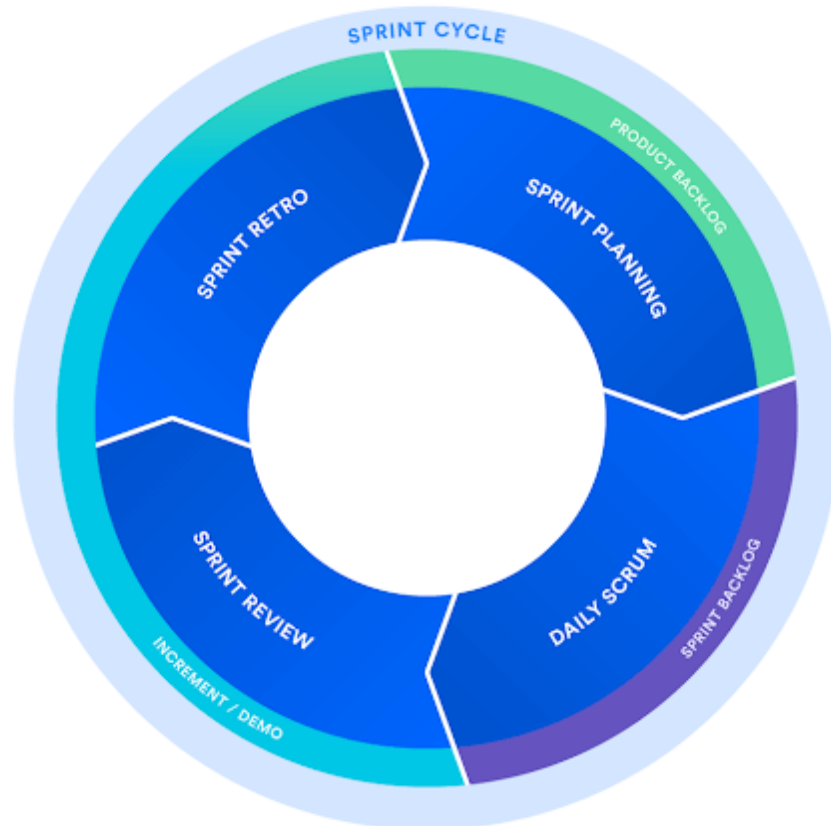 SPRINT CYCLE
PRODUCT BACKLOG
SPRINT PLANNING
SPRINT RETRO
DAILY SCRUM
SPRINT BACKLOG
SPRINT REVIEW
INCREMENT / DEMO